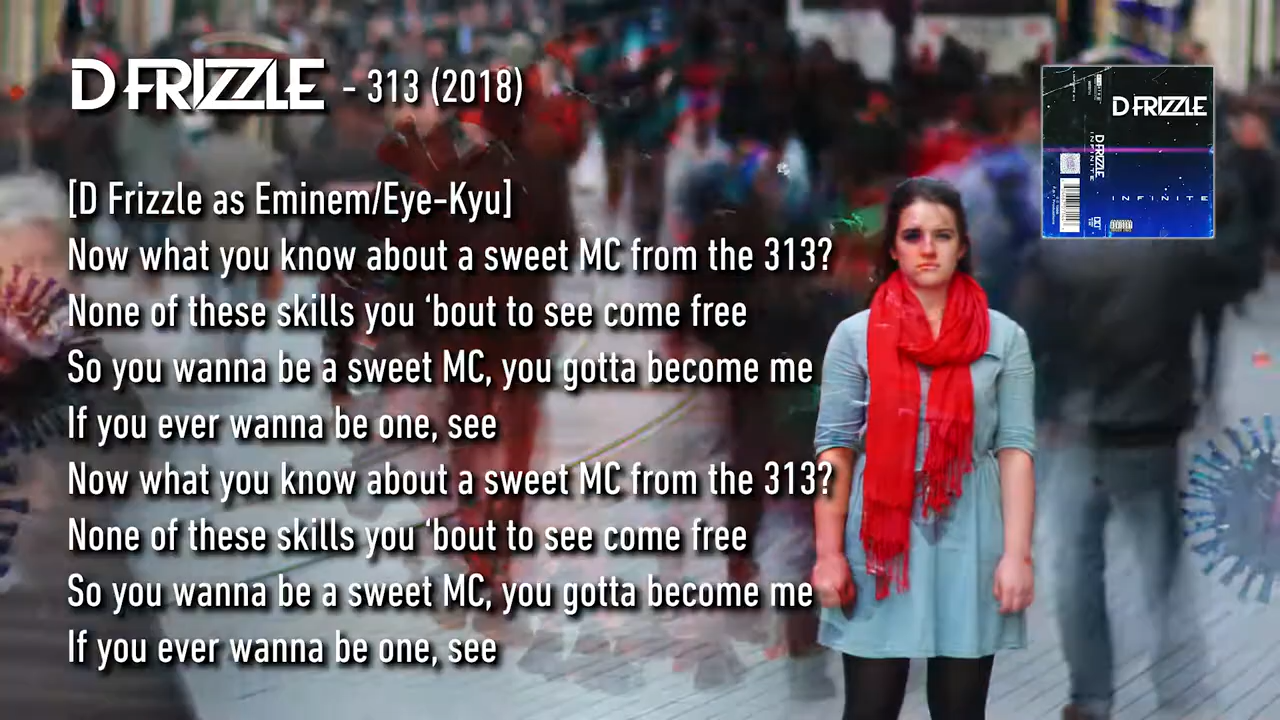 D FRIZZLE - 313 (2018)
[D Frizzle as Eminem/Eye-Kyu]
Now what you know about a sweet MC from the 313?
None of these skills you ‘bout to see come free
So you wanna be a sweet MC, you gotta become me
If you ever wanna be one, see
Now what you know about a sweet MC from the 313?
None of these skills you ‘bout to see come free
So you wanna be a sweet MC, you gotta become me
If you ever wanna be one, see
D FRIZZLE
D FRIZZLE
INFINITE
INFINITE